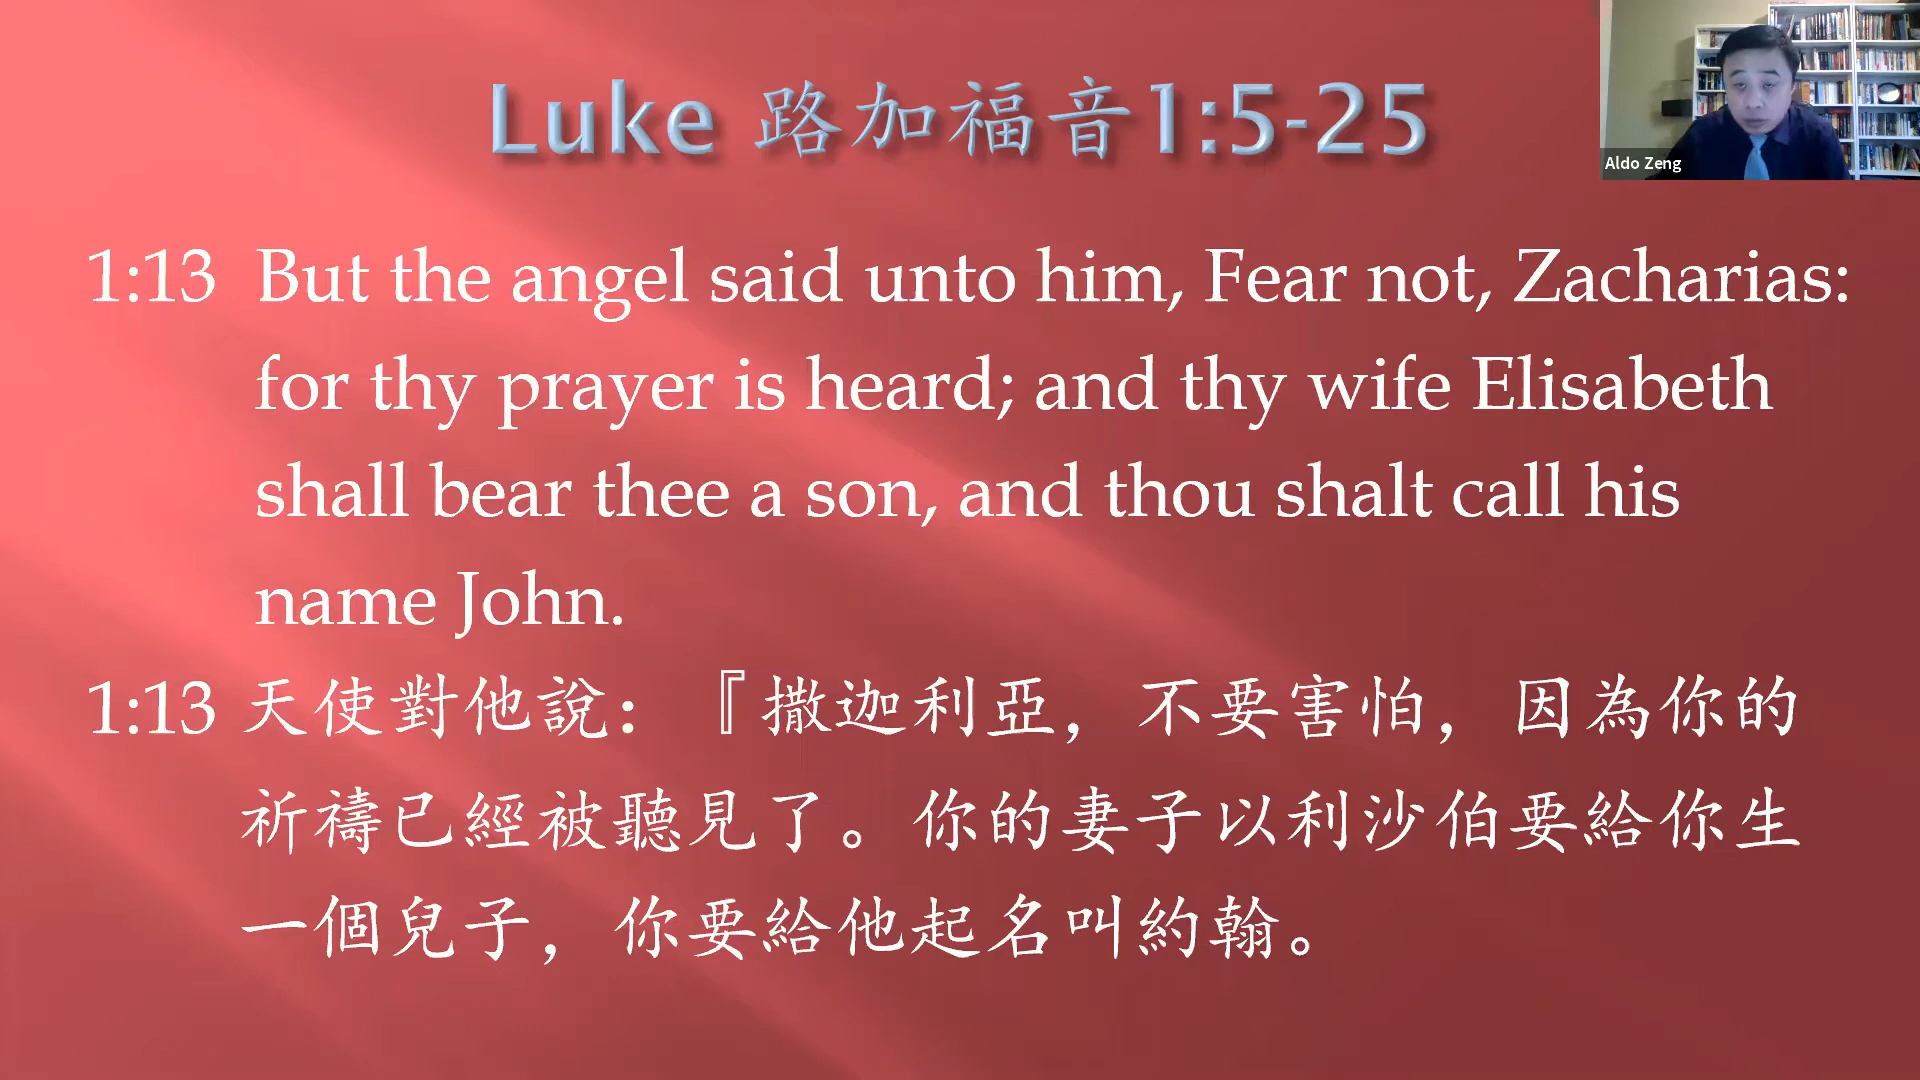 Luke 路加福音1:5-25
Aldo Zeng
1:13 But the angel said unto him, Fear not, Zacharias:
for thy prayer is heard; and thy wife Elisabeth
shall bear thee a son, and thou shalt call his
name John.
1:13 天使對他說：『撒迦利亞，不要害怕，因為你的
祈禱已經被聽見了。你的妻子以利沙伯要給你生
一個兒子，你要給他起名叫約翰。